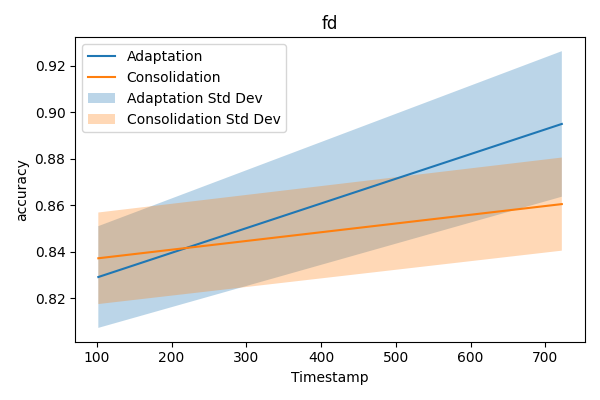 fd
Adaptation
Consolidation
Adaptation Std Dev
Consolidation Std Dev
accuracy
0.92
0.90
0.88
0.86
0.84
0.82
100 200 300 400 500 600 700
Timestamp